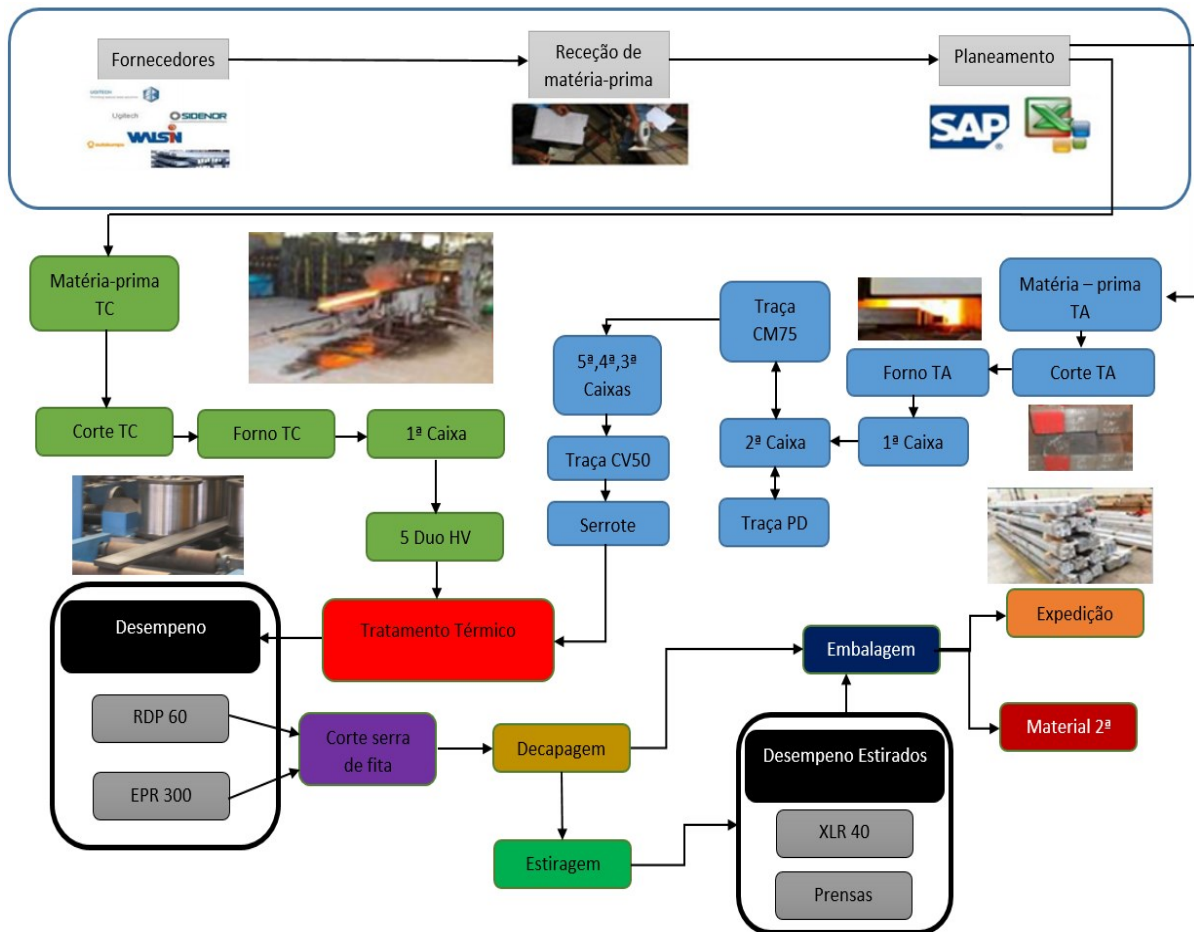 Fornecedores
Receção de
matéria-prima
Planeamento
UGITECH
Ugitech
SIDENOR
WALSIN
SAP
Matéria-prima
TC
Traça
CM75
Matéria – prima
TA
5ª,4ª,3ª
Caixas
Forno TA
Corte TA
Corte TC
Forno TC
1ª Caixa
Traça CV50
2ª Caixa
1ª Caixa
5 Duo HV
Serrote
Traça PD
Desempeno
Tratamento Térmico
Embalagem
Expedição
RDP 60
Corte serra
de fita
Decapagem
Desempeno Estirados
Material 2ª
EPR 300
Estiragem
XLR 40
Prensas